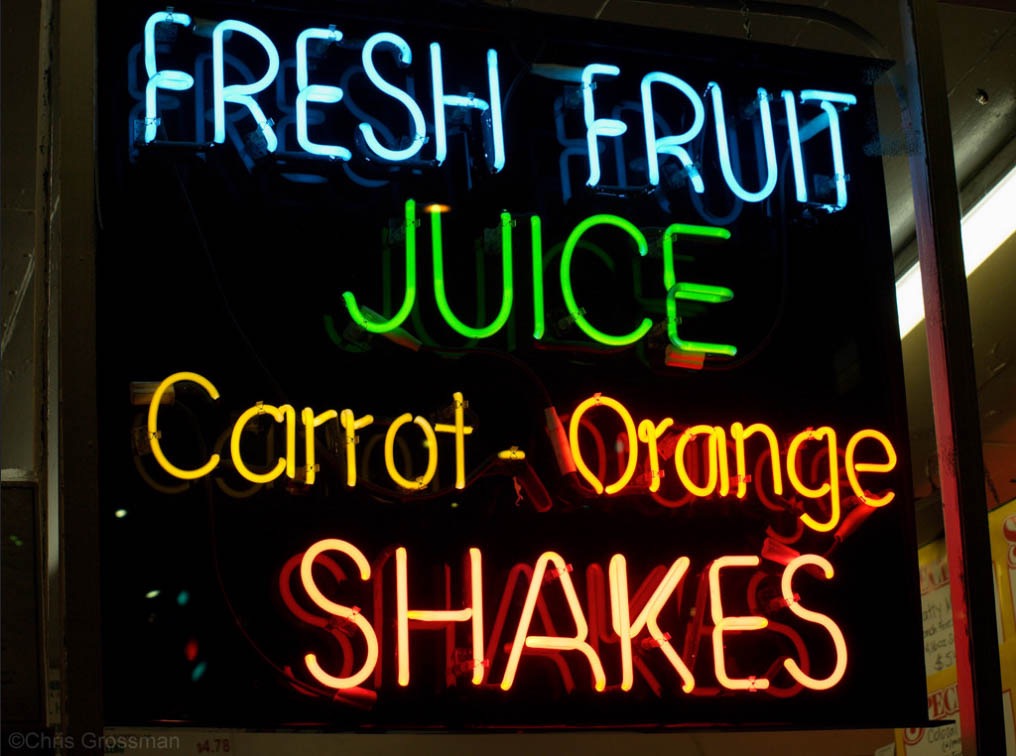 FRESH FRUIT
JUICE
Carrot - Orange
SHAKES
©Chris Grossman
$4.78